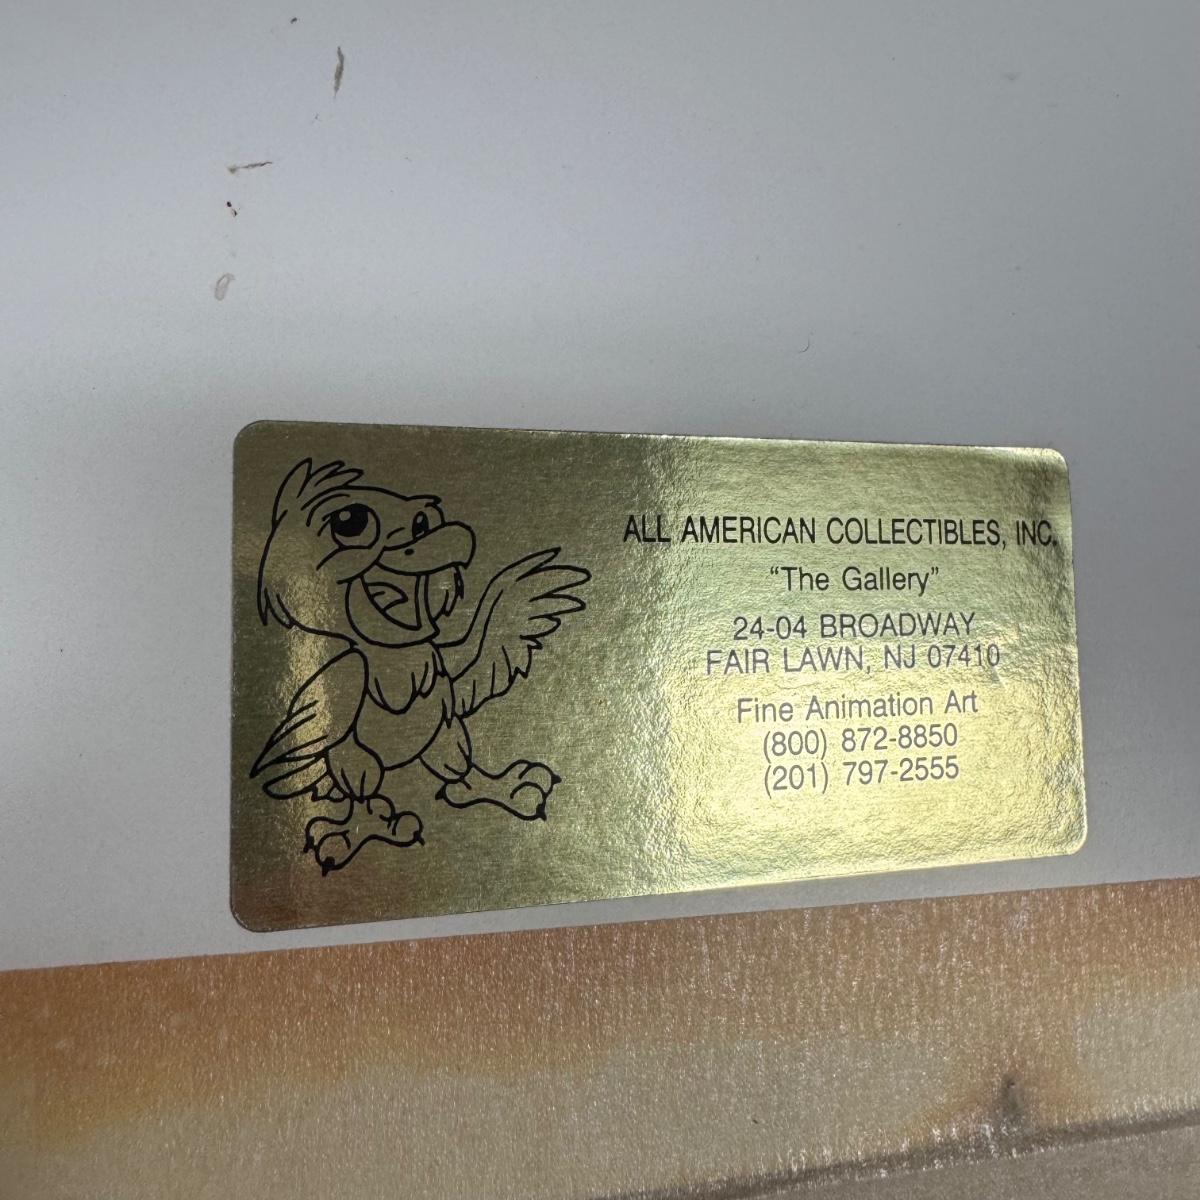 ALL AMERICAN COLLECTIBLES, INC.
“The Gallery”
24-04 BROADWAY
FAIR LAWN, NJ 07410
Fine Animation Art
(800) 872-8850
(201) 797-2555